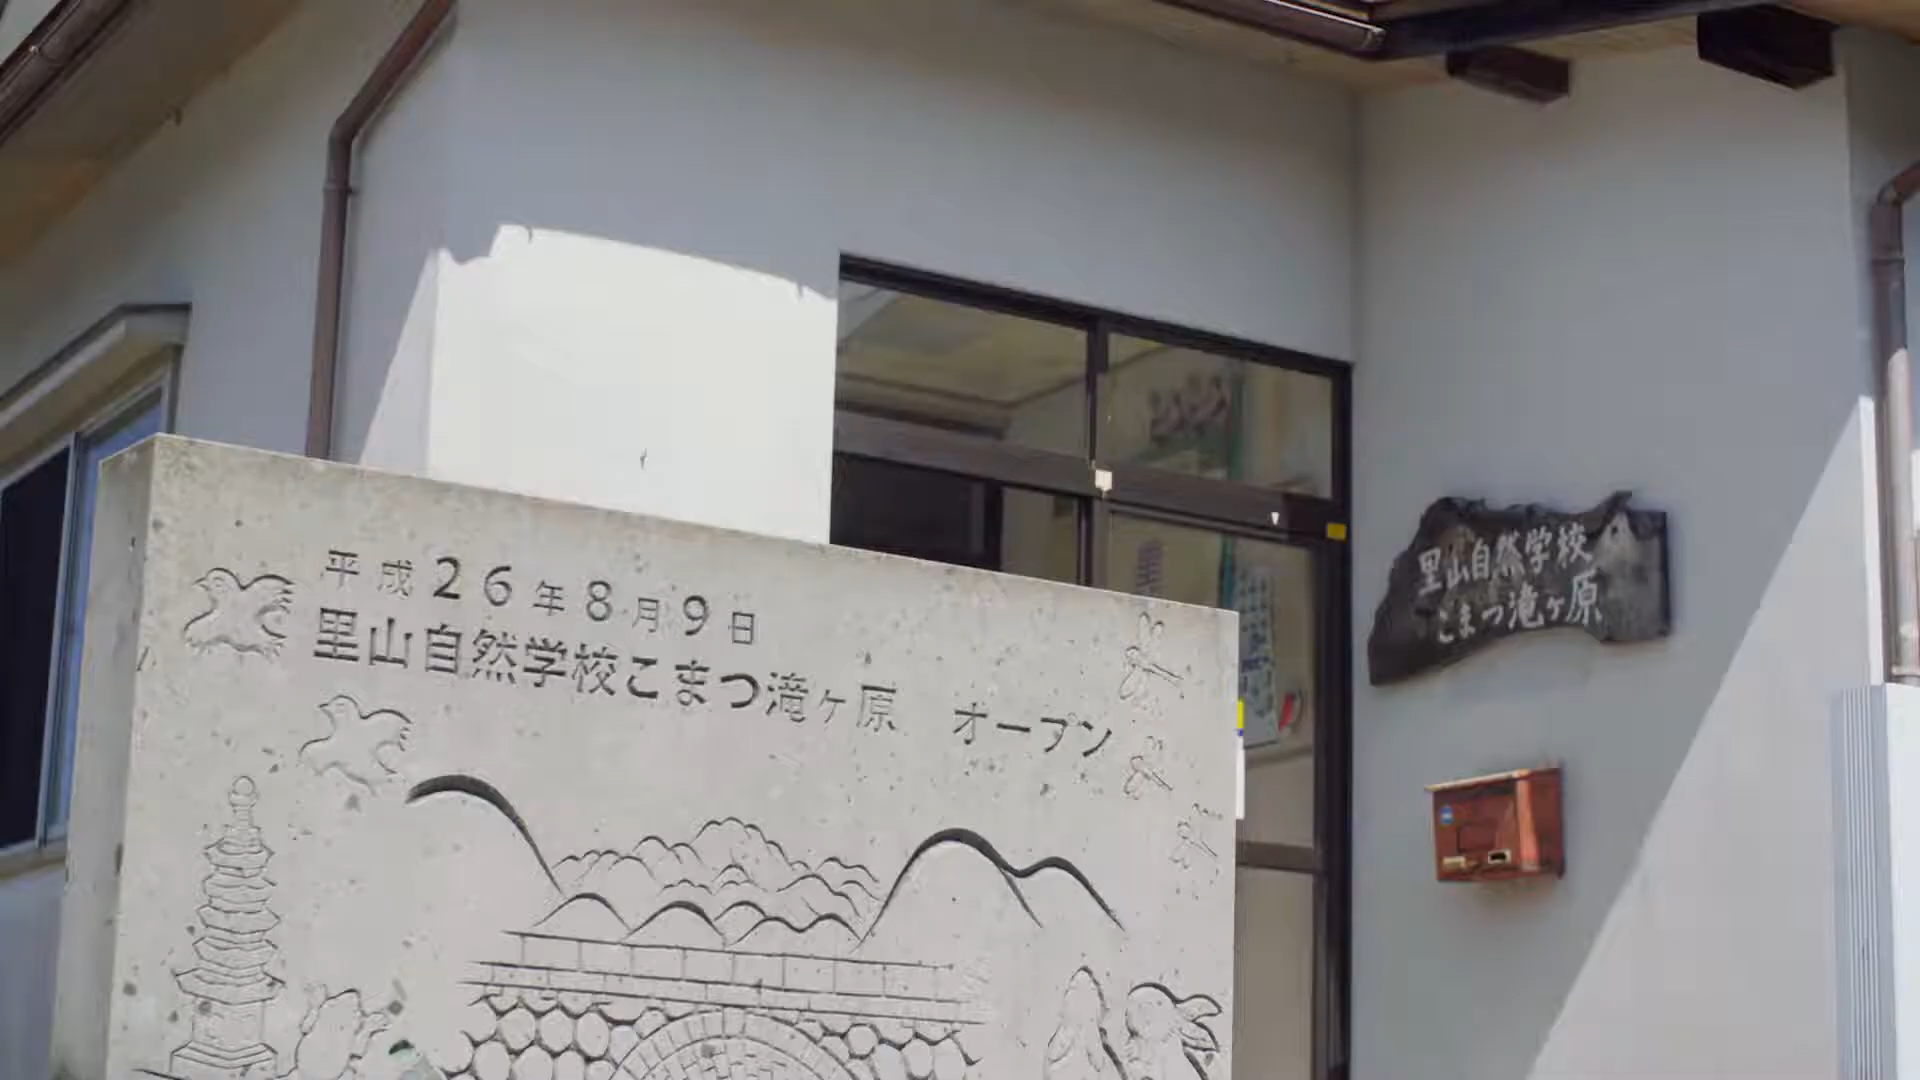 平成26年8月9日
里山自然学校こまつ滝ヶ原 オープン
里山自然学校
こまつ滝ヶ原